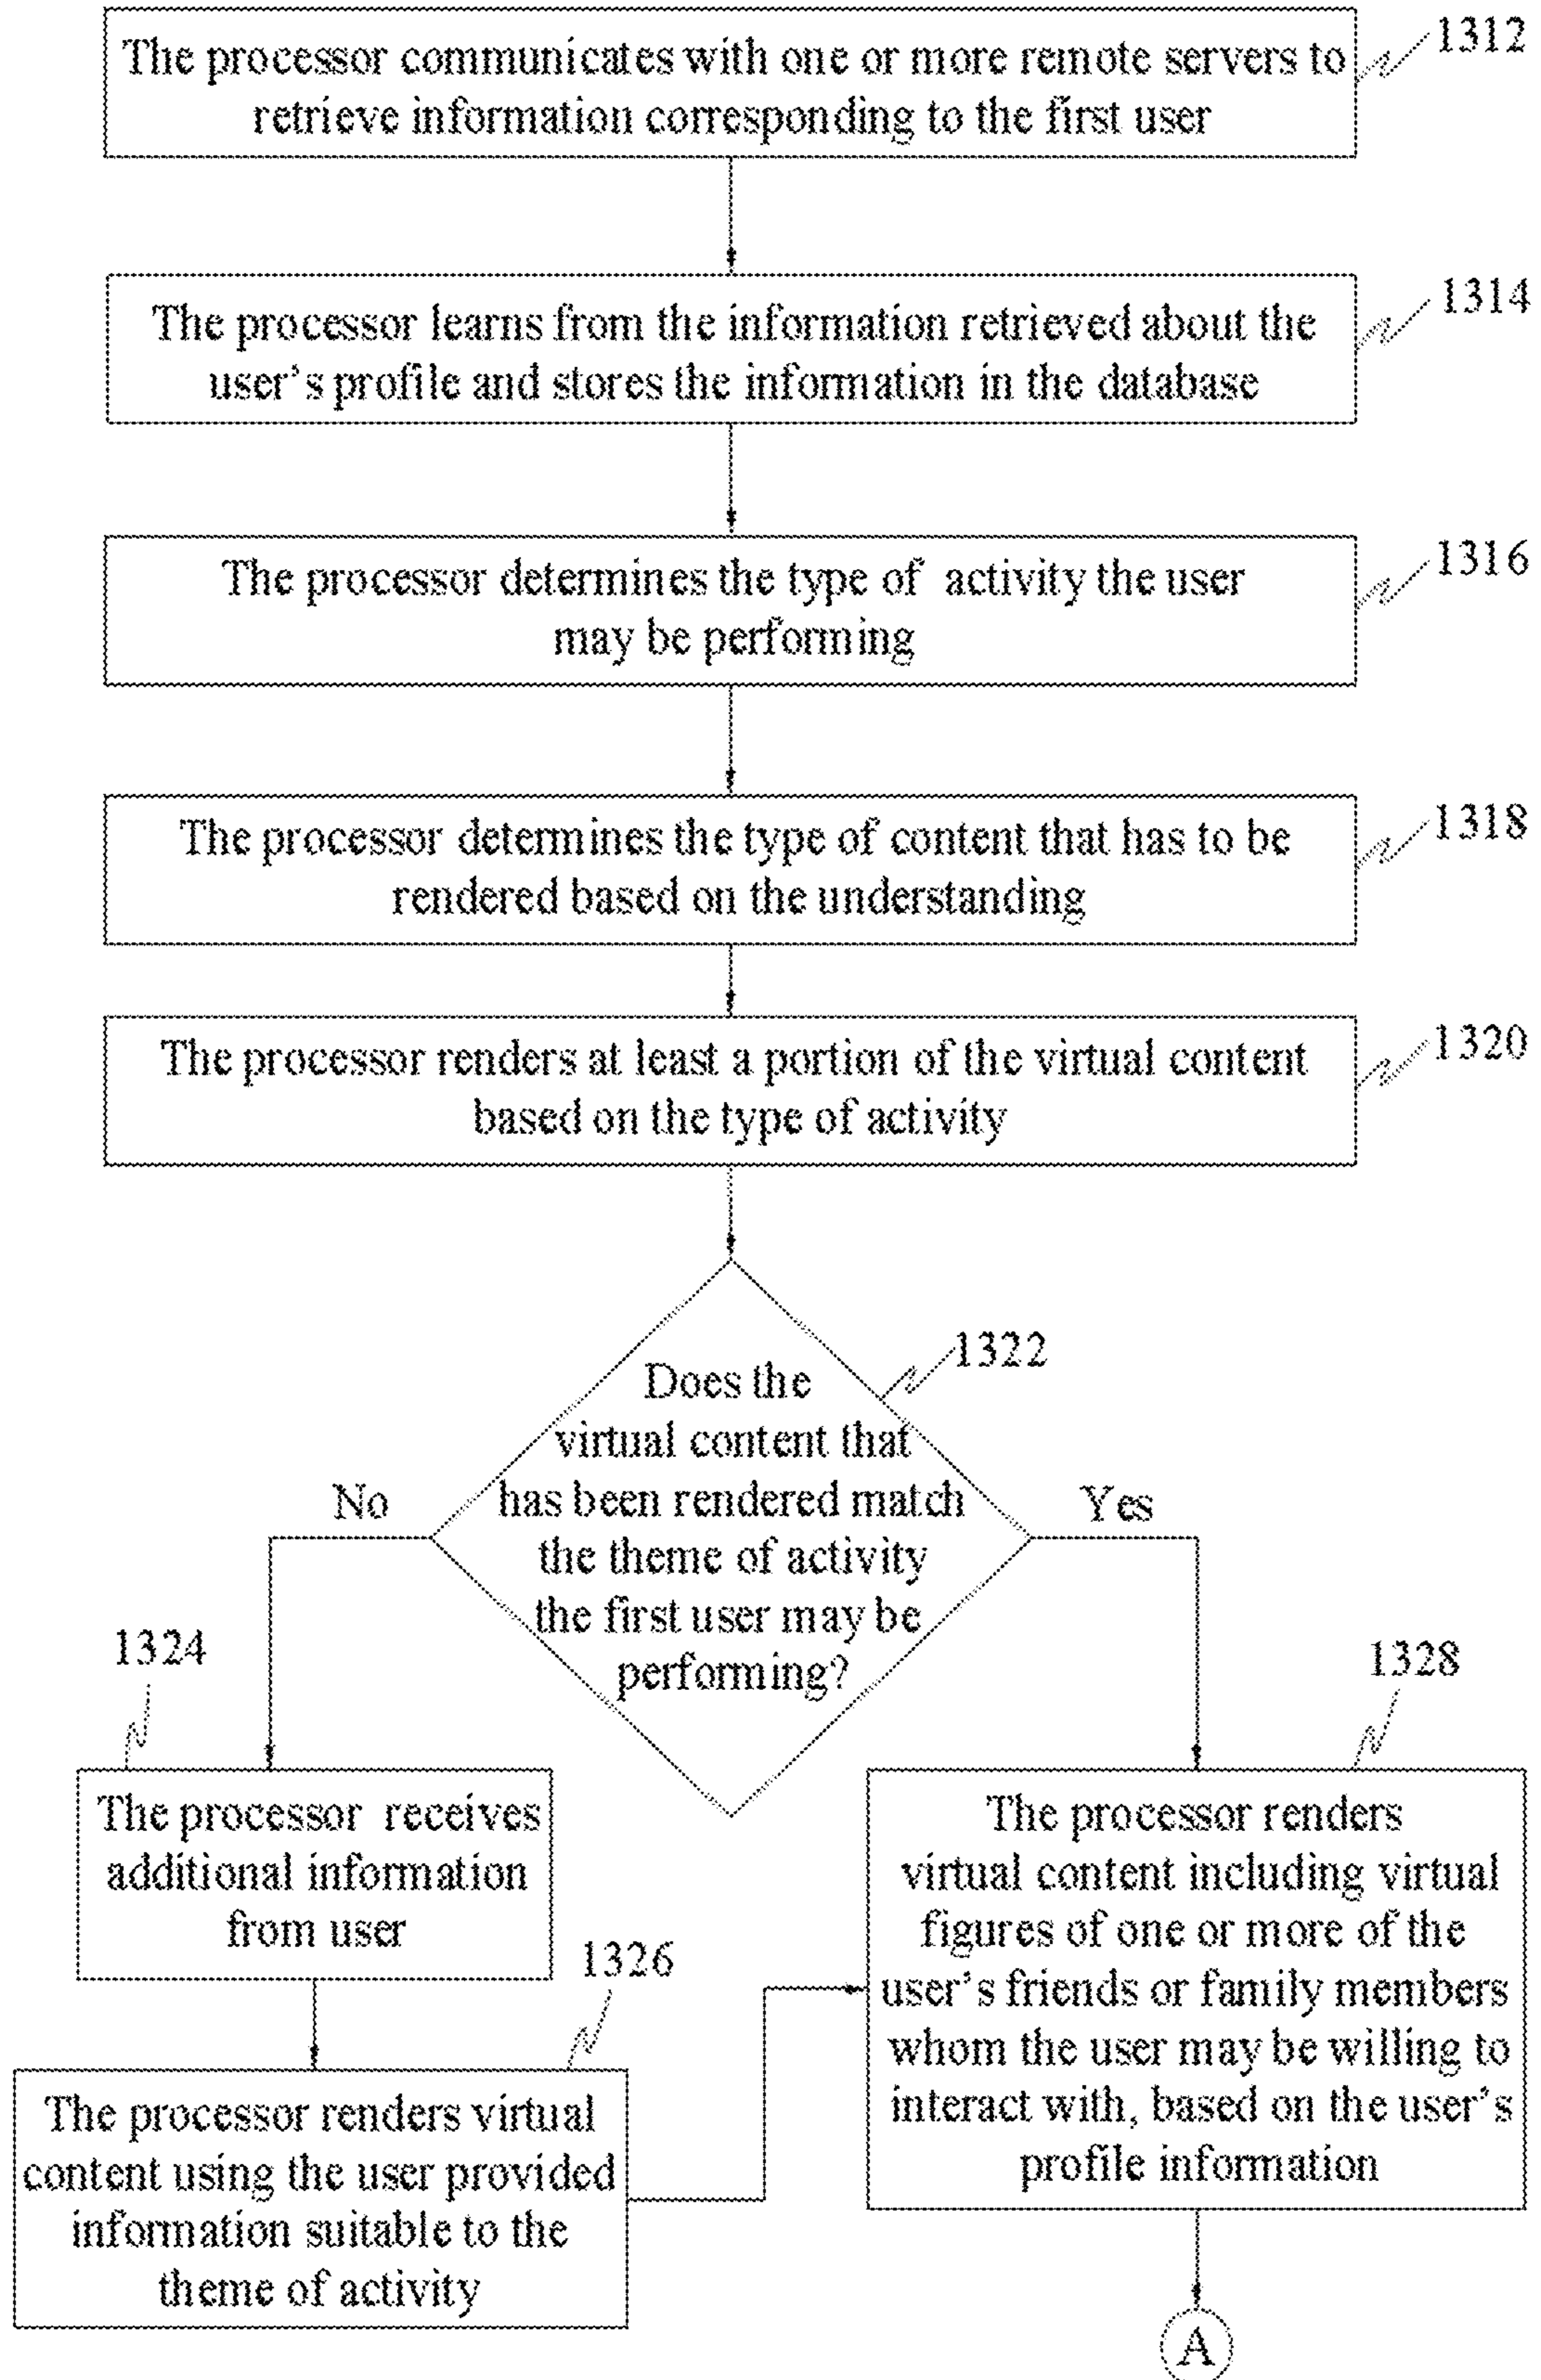 The processor communicates with one or more remote servers to
retrieve information corresponding to the first user
1312
The processor learns from the information retrieved about the
user's profile and stores the information in the database
1314
The processor determines the type of activity the user
may be performing
1316
The processor determines the type of content that has to be
rendered based on the understanding
1318
The processor renders at least a portion of the virtual content
based on the type of activity
1320
Does the
virtual content that
has been rendered match
the theme of activity
the first user may be
performing?
1322
No
Yes
1324
The processor receives
additional information
from user
1326
The processor renders virtual
content using the user provided
information suitable to the
theme of activity
1328
The processor renders
virtual content including virtual
figures of one or more of the
user's friends or family members
whom the user may be willing to
interact with, based on the user's
profile information
A